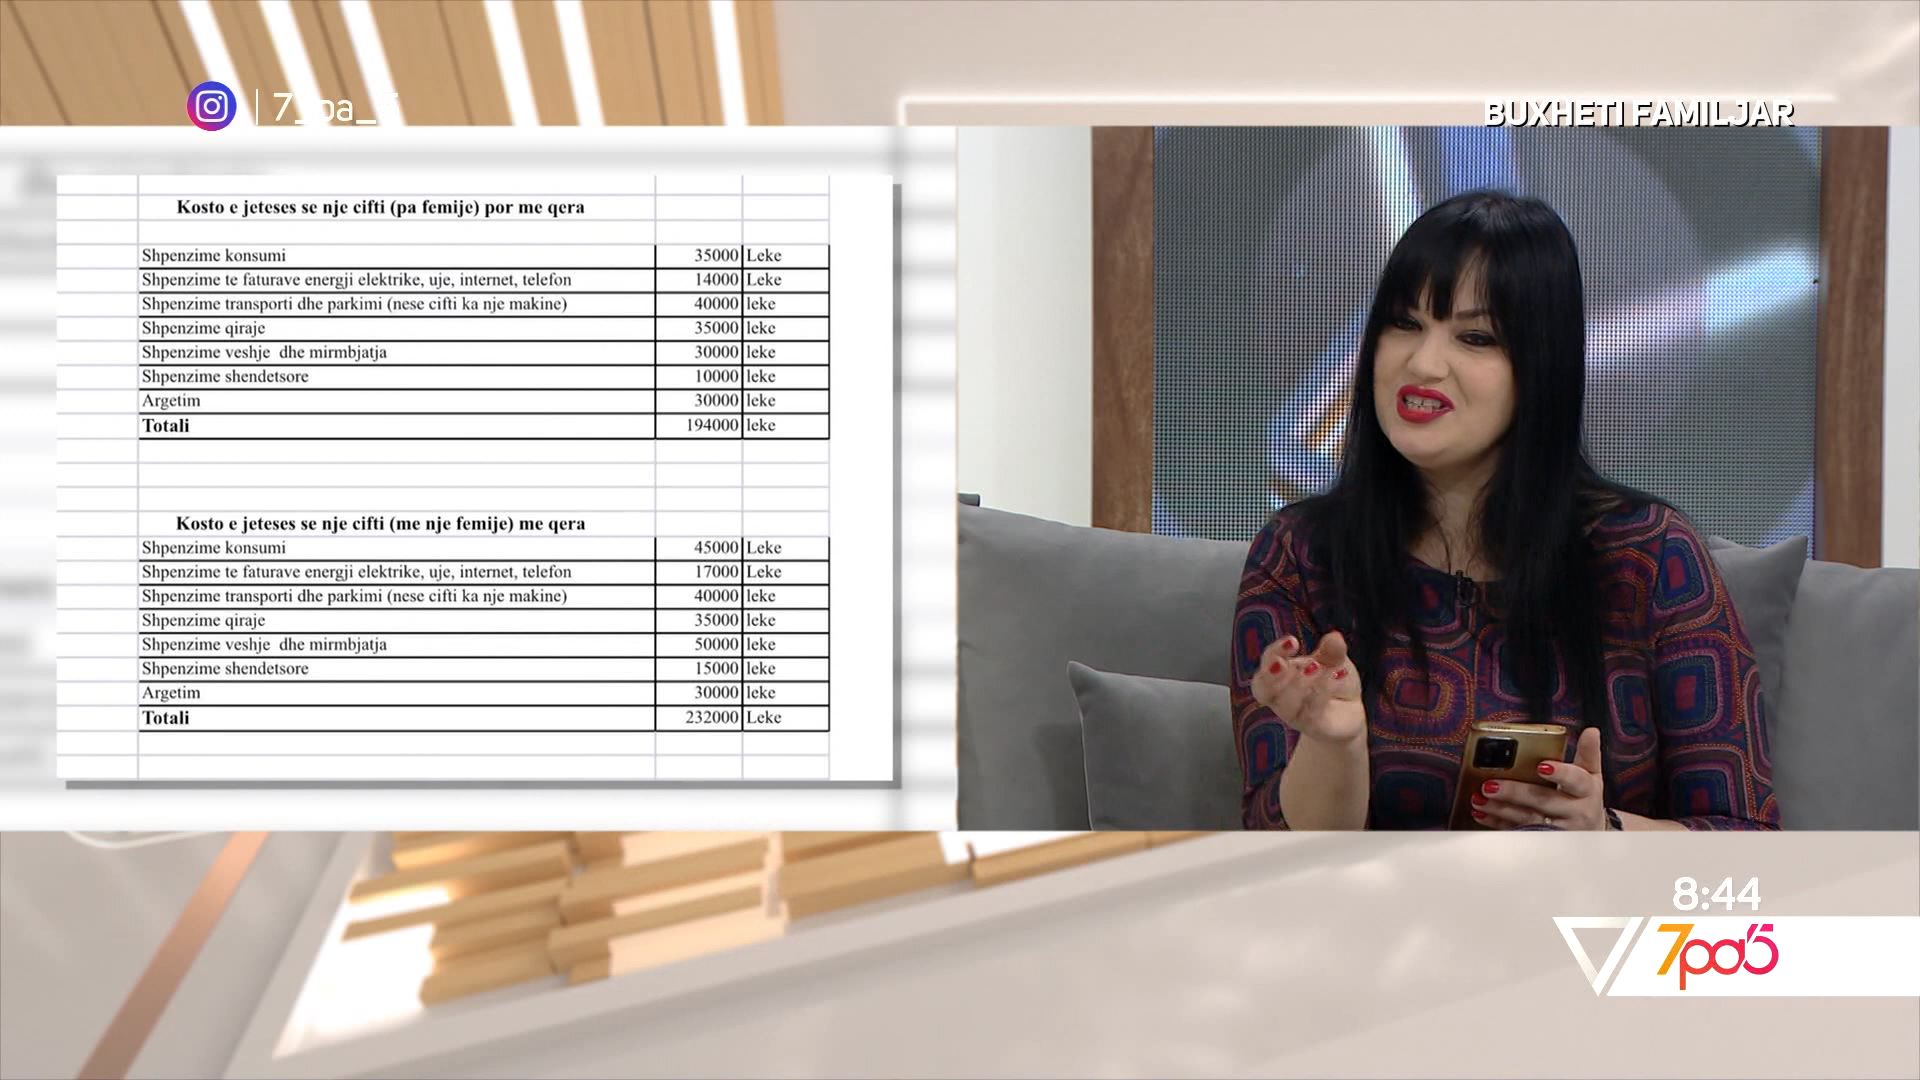 7_pa_5
BUXHETI FAMILJAR
Kosto e jeteses se nje cifti (pa femije) por me qera
Shpenzime konsumi 35000 Leke
Shpenzime te faturave energji elektrike, uje, internet, telefon 14000 Leke
Shpenzime transporti dhe parkimi (nese cifti ka nje makine) 40000 leke
Shpenzime qiraje 35000 leke
Shpenzime veshje dhe mirmbjatja 30000 leke
Shpenzime shendetsore 10000 leke
Argetim 30000 leke
Totali 194000 leke
Kosto e jeteses se nje cifti (me nje femije) me qera
Shpenzime konsumi 45000 Leke
Shpenzime te faturave energji elektrike, uje, internet, telefon 17000 Leke
Shpenzime transporti dhe parkimi (nese cifti ka nje makine) 40000 leke
Shpenzime qiraje 35000 leke
Shpenzime veshje dhe mirmbjatja 50000 leke
Shpenzime shendetsore 15000 leke
Argetim 30000 leke
Totali 232000 Leke
8:44
7pa5